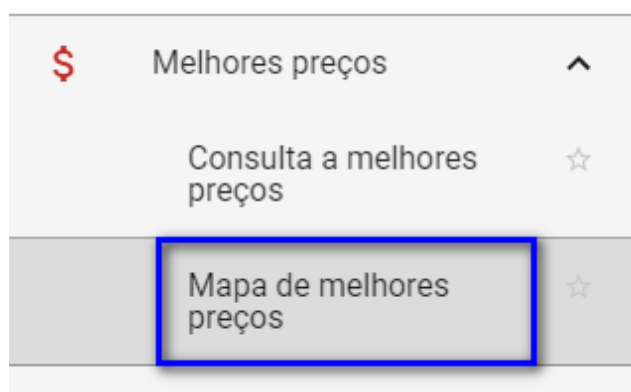 $ Melhores preços
Consulta a melhores
preços
Mapa de melhores
preços